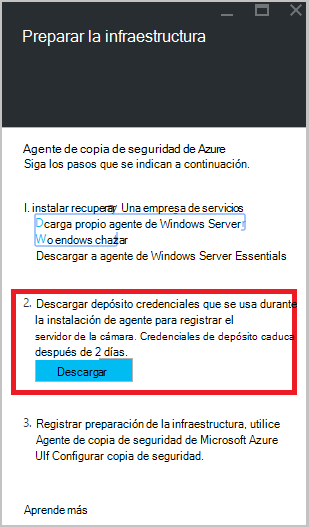 Preparar la infraestructura
Agente de copia de seguridad de Azure
Siga los pasos que se indican a continuación.
I. instalar Una empresa de servicios
Dcarga propio agente de Windows Server
Wo endows chazar
Descargar a agente de Windows Server Essentials
2. Descargar depósito credenciales que se usa durante
la instalación de agente para registrar el
servidor de la cámara. Credenciales de depósito caduca
después de 2 días.
Descargar
3. Registrar preparación de la infraestructura, utilice
Agente de copia de seguridad de Microsoft Azure
UIf Configurar copia de seguridad.
Aprende más